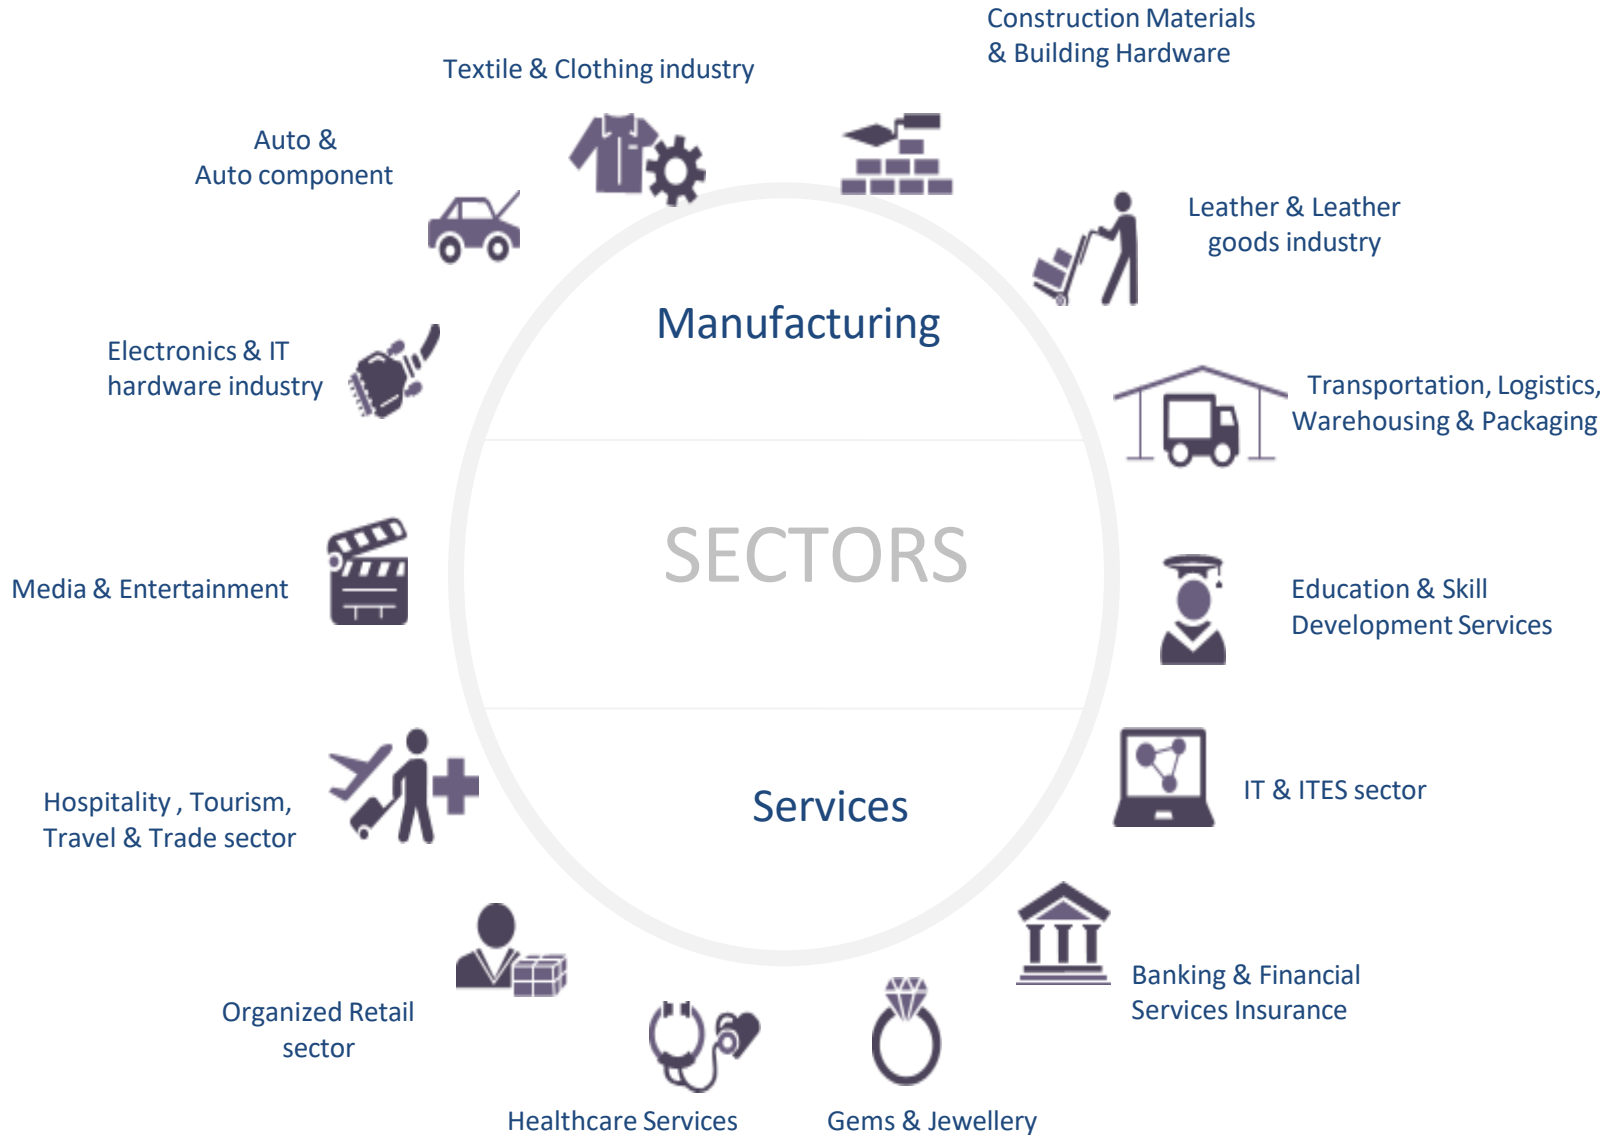 Construction Materials
& Building Hardware
Textile & Clothing industry
Auto &
Auto component
Leather & Leather
goods industry
Manufacturing
Electronics & IT
hardware industry
Transportation, Logistics,
Warehousing & Packaging
SECTORS
Media & Entertainment
Education & Skill
Development Services
Hospitality , Tourism,
Travel & Trade sector
Services
IT & ITES sector
Banking & Financial
Services Insurance
Organized Retail
sector
Healthcare Services
Gems & Jewellery